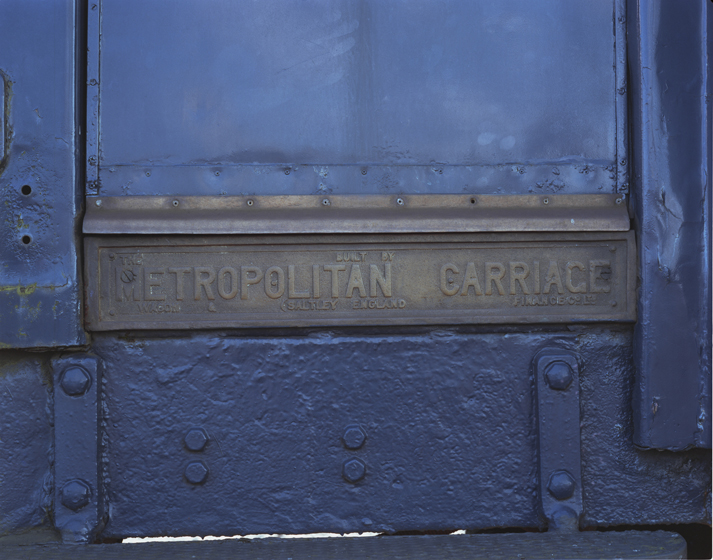 BUILT BY
THE
METROPOLITAN CARRIAGE
WAGON & SALTLEY ENGLAND FINANCE CO LD